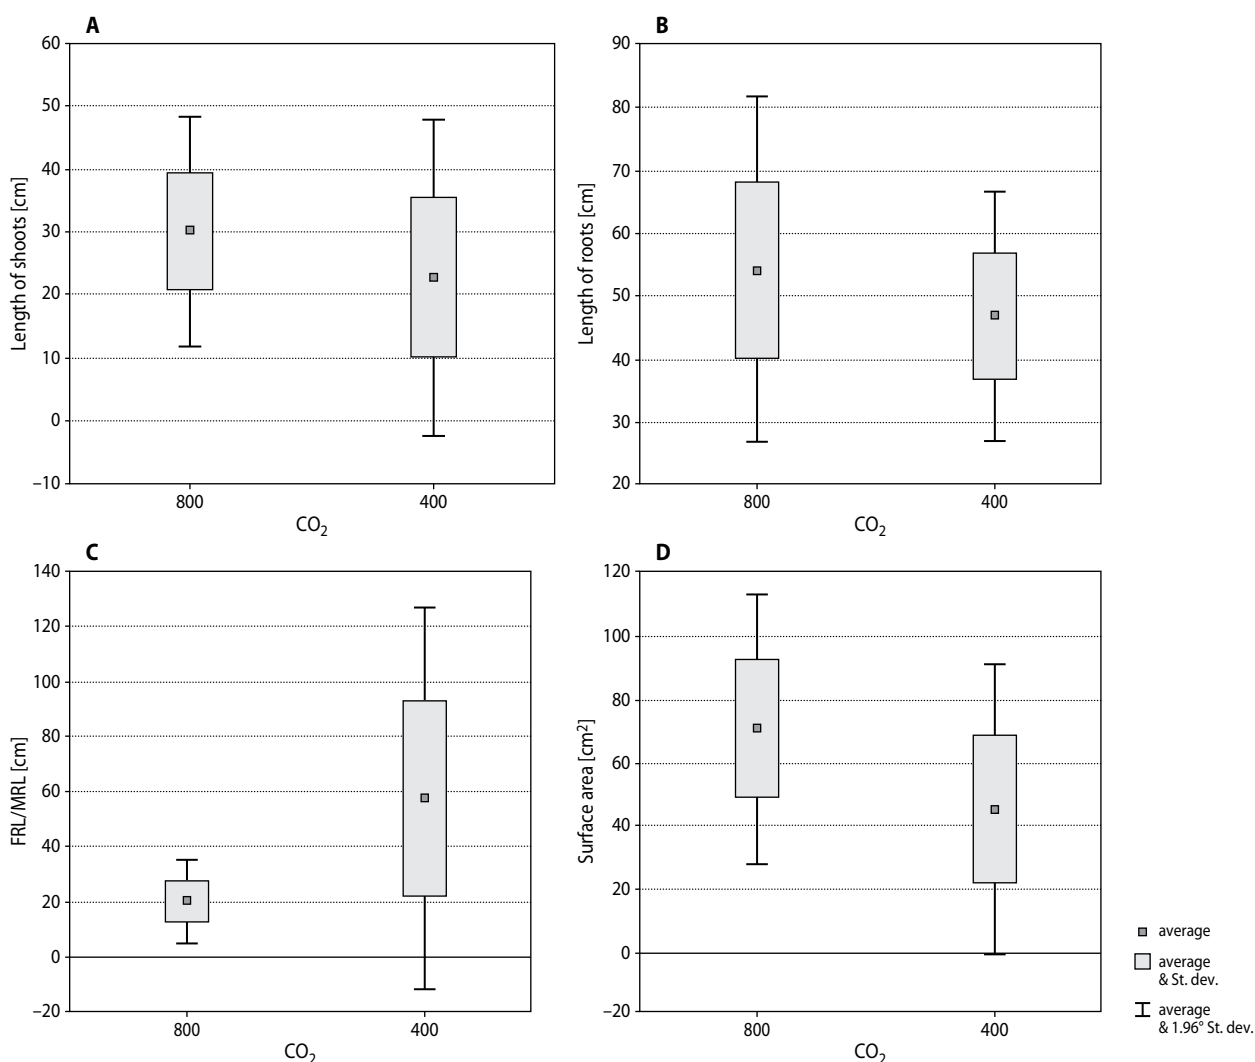 A
60
50
40
30
20
10
0
–10
Length of shoots [cm]
800
400
CO₂
B
90
80
70
60
50
40
30
20
Length of roots [cm]
800
400
CO₂
C
140
120
100
80
60
40
20
0
–20
FRL/MRL [cm]
800
400
CO₂
D
120
100
80
60
40
20
0
–20
Surface area [cm²]
800
400
CO₂
average
average
& St. dev.
average
& 1.96° St. dev.